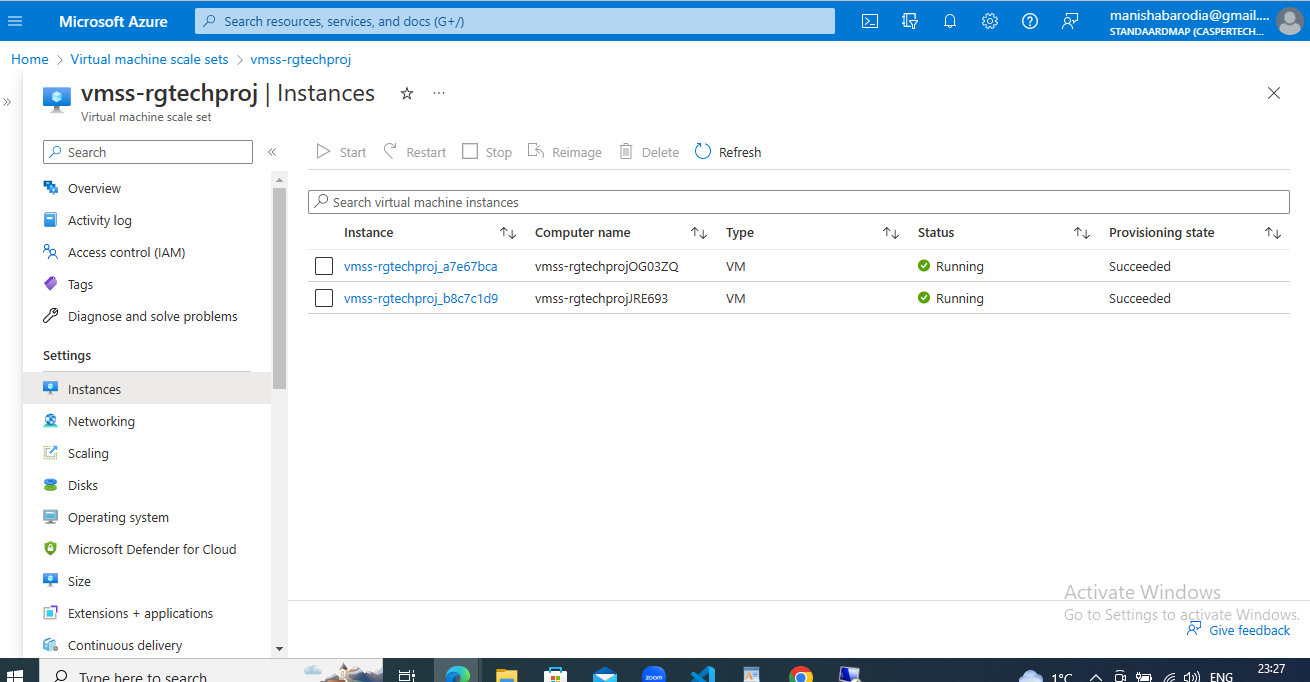 Microsoft Azure
Search resources, services, and docs (G+/)
manishabarodia@gmail....
STANDAARDMAP (CASPERTECH...
Home > Virtual machine scale sets > vmss-rgtechproj
vmss-rgtechproj | Instances
Virtual machine scale set
Search
Start Restart Stop Reimage Delete Refresh
Overview
Activity log
Access control (IAM)
Tags
Diagnose and solve problems
Settings
Instances
Networking
Scaling
Disks
Operating system
Microsoft Defender for Cloud
Size
Extensions + applications
Continuous delivery
Search virtual machine instances
Instance Computer name Type Status Provisioning state
vmss-rgtechproj_a7e67bca vmss-rgtechprojOG03ZQ VM Running Succeeded
vmss-rgtechproj_b8c7c1d9 vmss-rgtechprojJRE693 VM Running Succeeded
Activate Windows
Go to Settings to activate Windows.
Give feedback
Type here to search
zoom
1°C
ENG
23:27